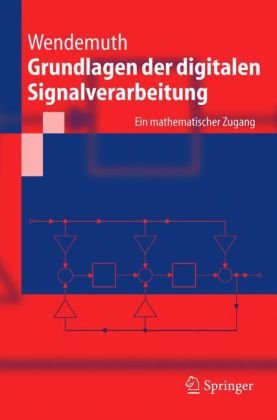 Wendemuth
Grundlagen der digitalen
Signalverarbeitung
Ein mathematischer Zugang
Springer